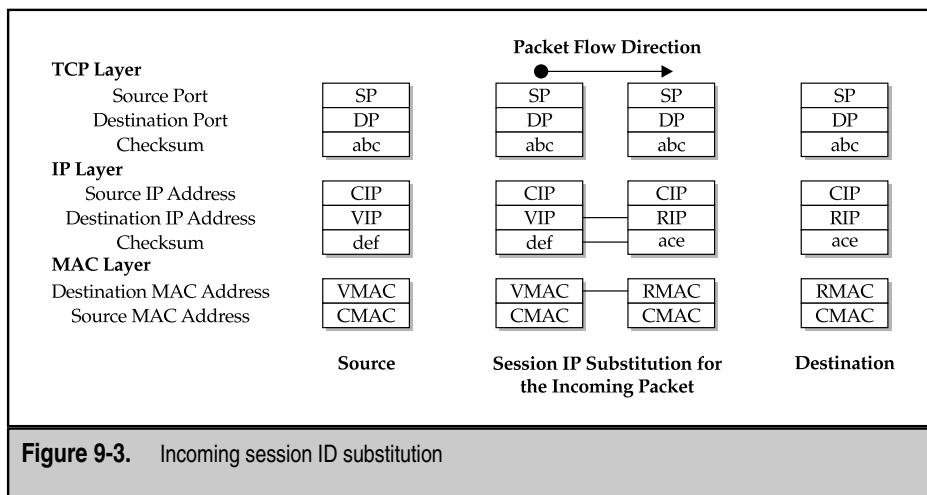 Packet Flow Direction
TCP Layer
Source Port SP SP SP SP
Destination Port DP DP DP DP
Checksum abc abc abc abc
IP Layer
Source IP Address CIP CIP CIP CIP
Destination IP Address VIP VIP RIP RIP
Checksum def def ace ace
MAC Layer
Destination MAC Address VMAC VMAC RMAC RMAC
Source MAC Address CMAC CMAC CMAC CMAC
Source Session IP Substitution for Destination
the Incoming Packet
Figure 9-3. Incoming session ID substitution